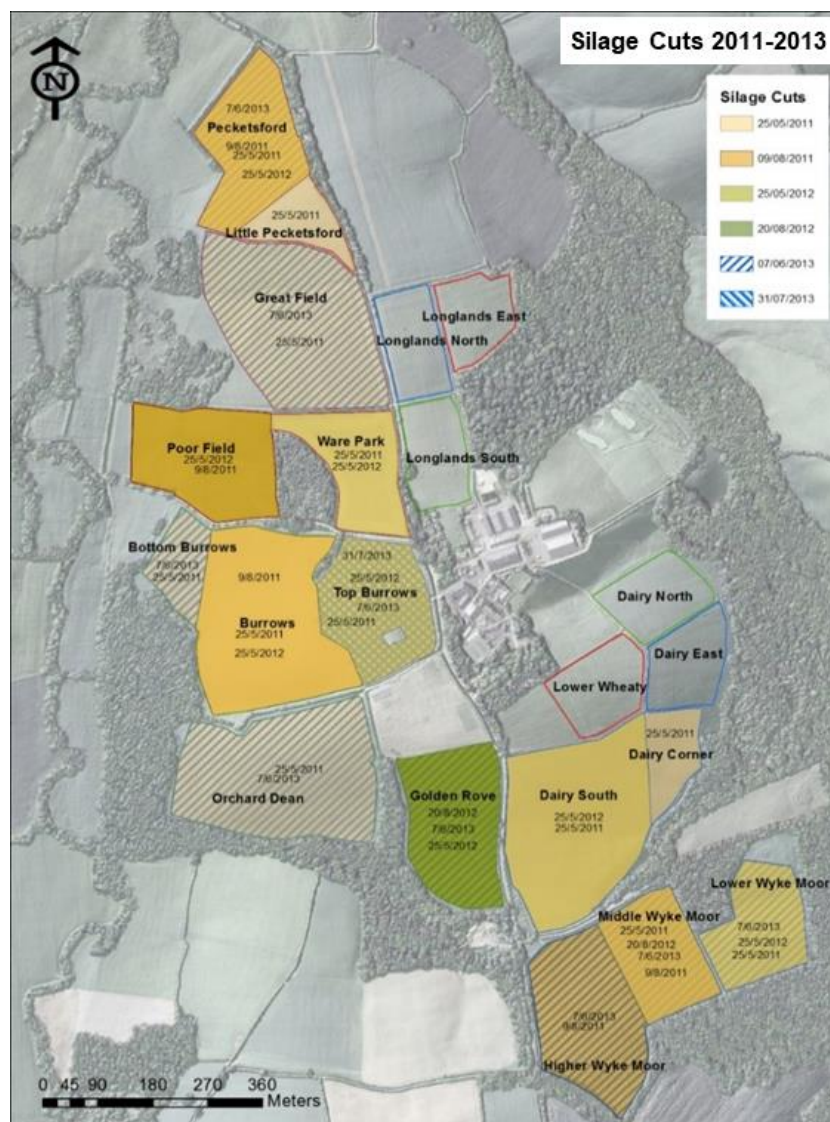 Silage Cuts 2011-2013
N
Silage Cuts
25/05/2011
09/08/2011
25/05/2012
20/08/2012
07/06/2013
31/07/2013
7/6/2013
Pecketsford
9/8/2011
25/5/2011
25/5/2012
25/5/2011
Little Pecketsford
Great Field
7/6/2013
25/5/2011
Longlands East
Longlands North
Poor Field
25/5/2012
9/8/2011
Ware Park
25/5/2011
25/5/2012
Longlands South
Bottom Burrows
7/6/2013
25/5/2011
9/8/2011
Burrows
25/5/2011
25/5/2012
31/7/2013
25/5/2012
Top Burrows
7/6/2013
25/5/2011
Dairy North
Dairy East
Lower Wheaty
25/5/2011
Dairy Corner
25/5/2011
7/6/2013
Orchard Dean
Golden Rove
20/8/2012
7/6/2013
25/5/2012
Dairy South
25/5/2012
25/5/2011
Lower Wyke Moor
7/6/2013
25/5/2012
25/5/2011
Middle Wyke Moor
25/5/2011
20/8/2012
7/6/2013
9/8/2011
7/6/2013
9/8/2011
Higher Wyke Moor
0 45 90 180 270 360
Meters